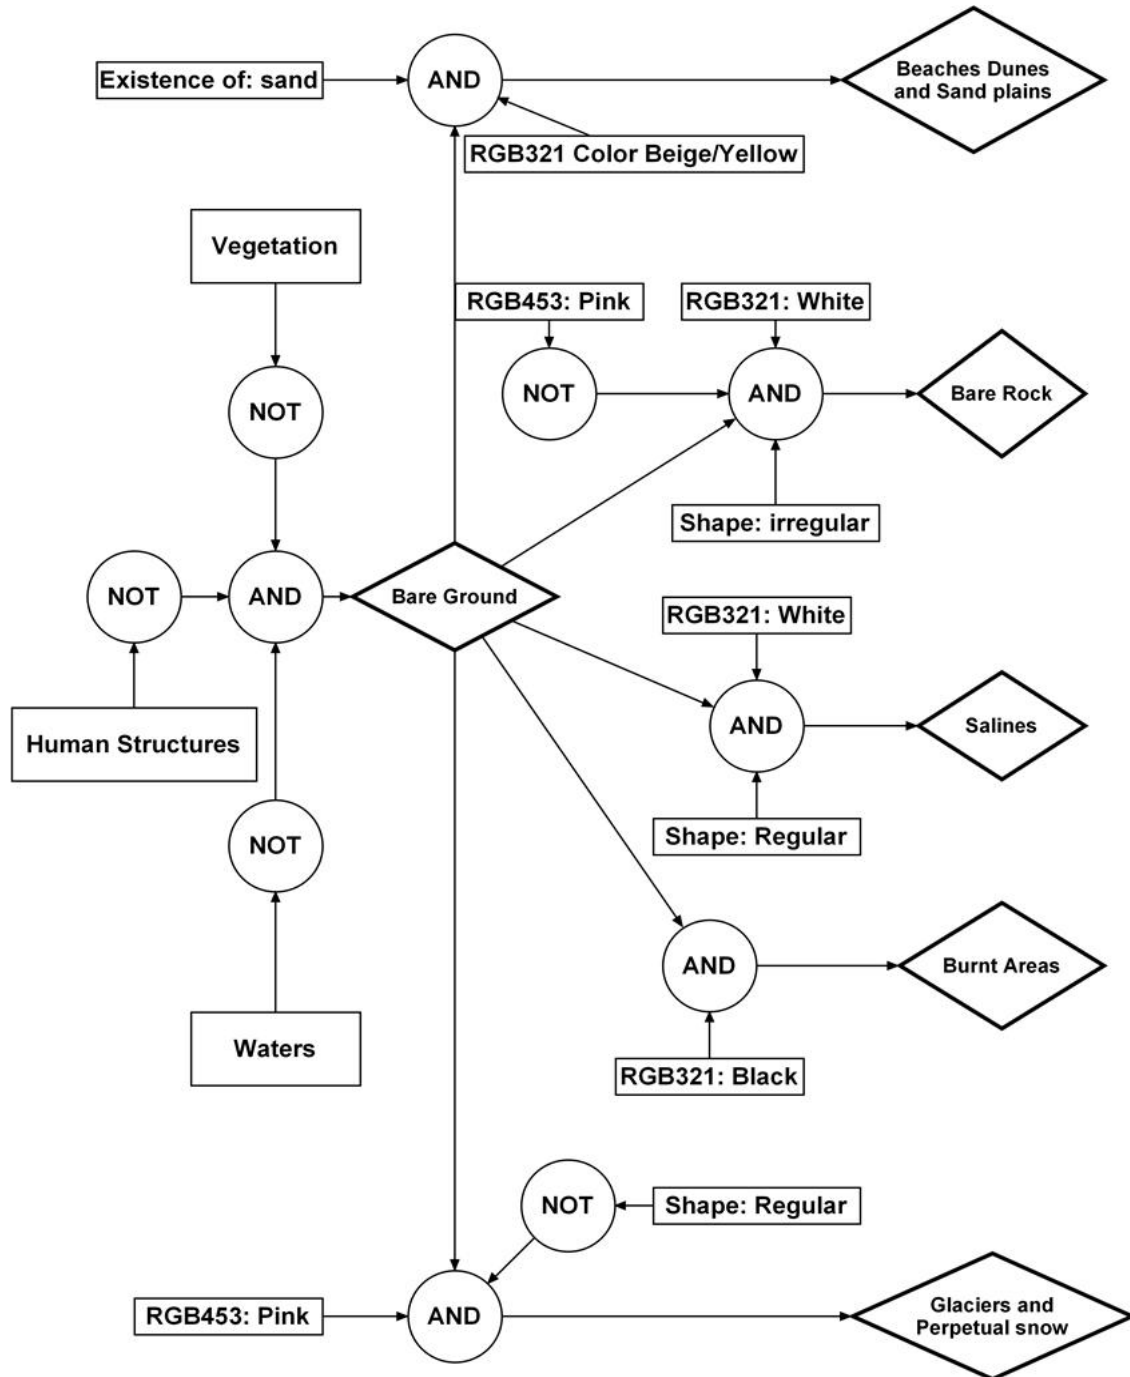 Existence of: sand
AND
Beaches Dunes
and Sand plains
RGB321 Color Beige/Yellow
Vegetation
RGB453: Pink
RGB321: White
NOT
NOT
AND
Bare Rock
Shape: irregular
NOT
AND
Bare Ground
RGB321: White
Human Structures
AND
Salines
NOT
Shape: Regular
AND
Burnt Areas
Waters
RGB321: Black
NOT
Shape: Regular
RGB453: Pink
AND
Glaciers and
Perpetual snow